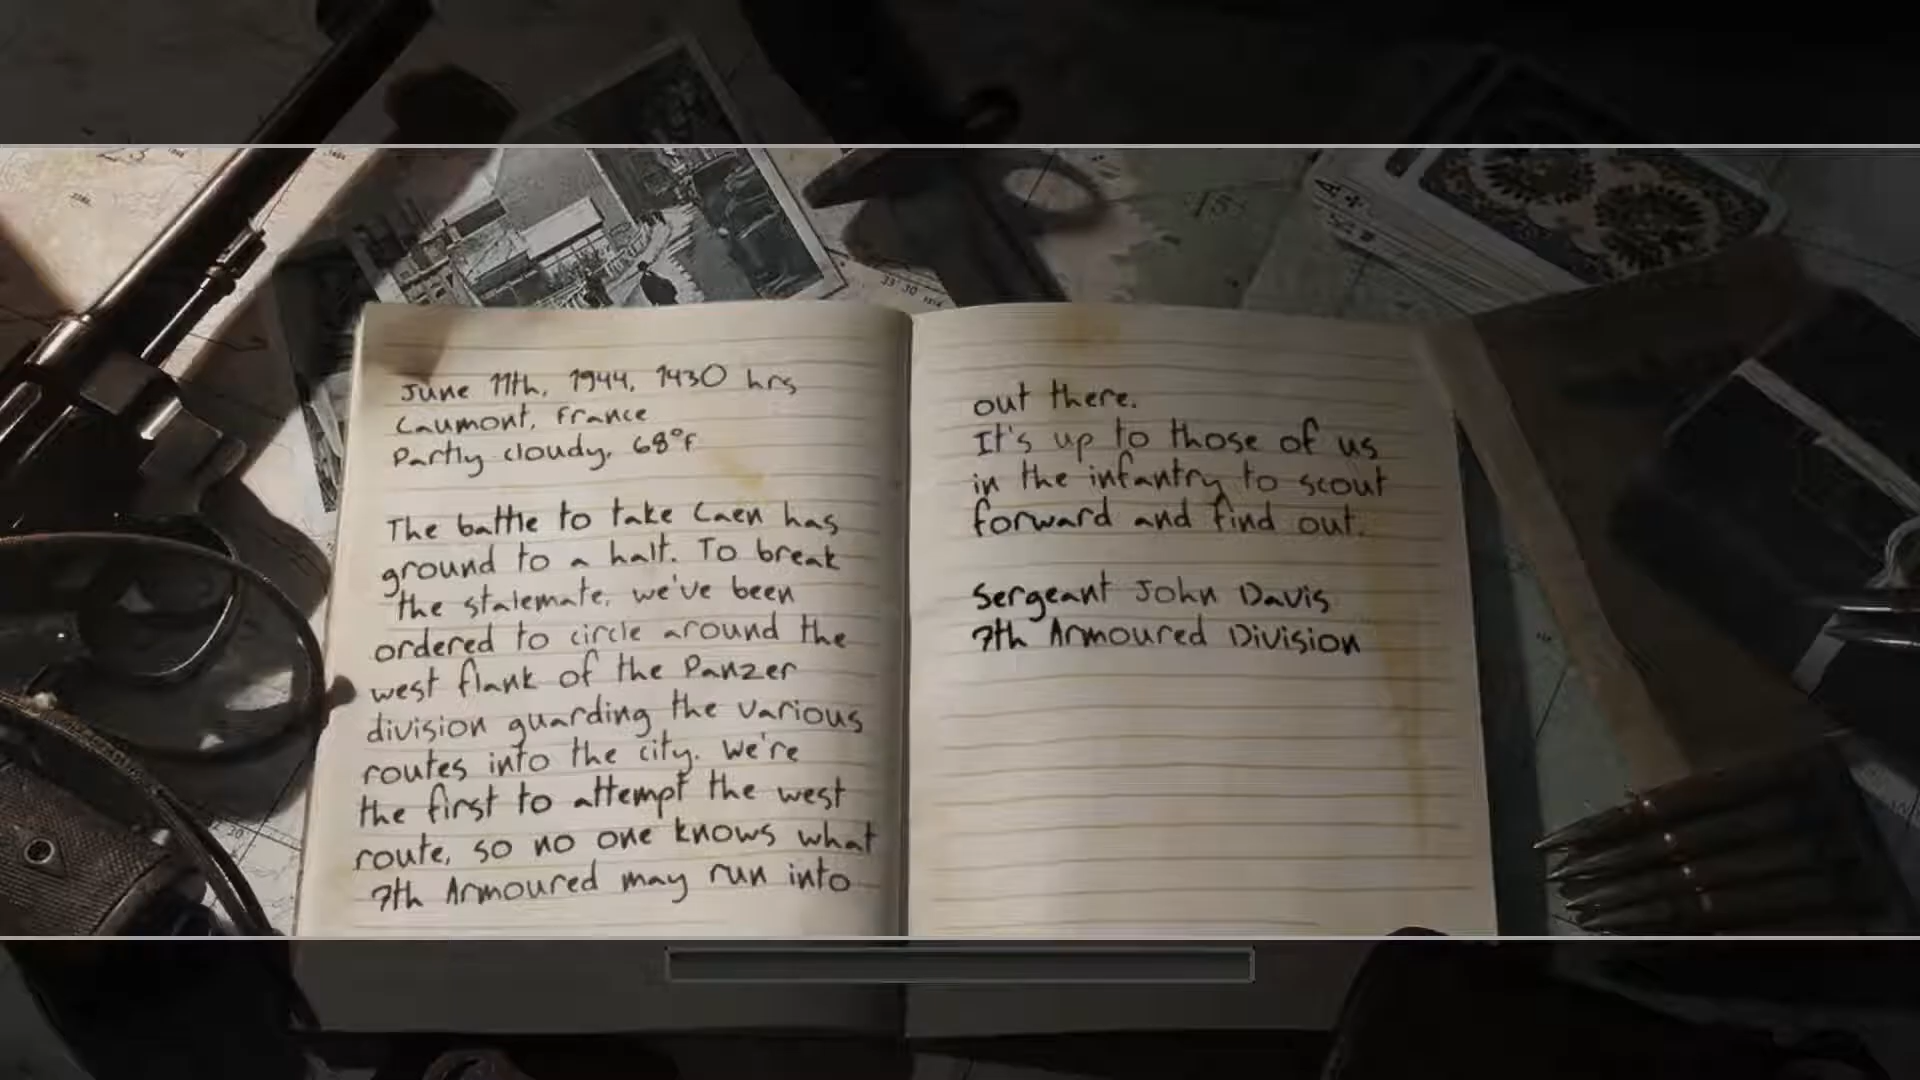 June 11th, 1944, 1430 hrs
Caumont, France
Partly cloudy, 68°F
The battle to take Caen has
ground to a halt. To break
the stalemate, we've been
ordered to circle around the
west flank of the Panzer
division guarding the various
routes into the city. We're
the first to attempt the west
route, so no one knows what
7th Armoured may run into
out there.
It's up to those of us
in the infantry to scout
forward and find out.
Sergeant John Davis
7th Armoured Division